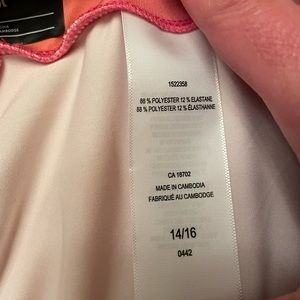 1522358
88 % POLYESTER 12 % ELASTANE
88 % POLYESTER 12 % ÉLASTHANNE
CA 18702
MADE IN CAMBODIA
FABRIQUÉ AU CAMBODGE
14/16
0442